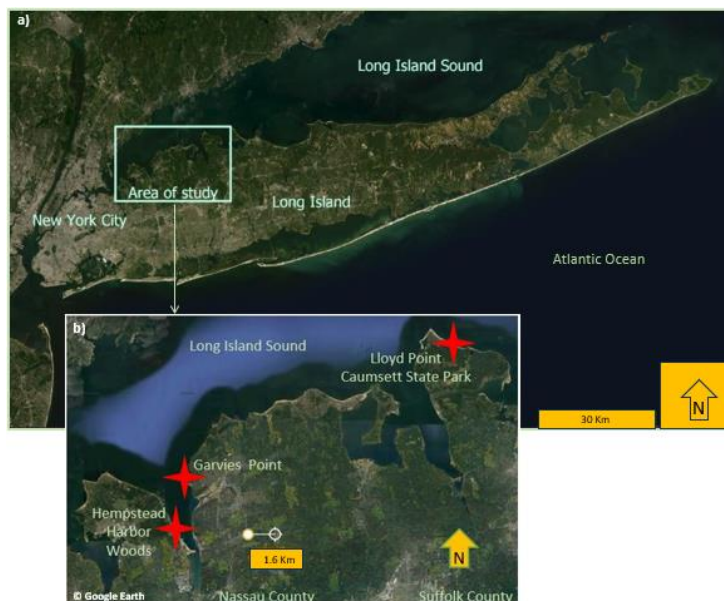 a)
Long Island Sound
Area of study
New York City
Long Island
Atlantic Ocean
30 Km
N
b)
Long Island Sound
Lloyd Point
Caumsett State Park
Garvies Point
Hempstead
Harbor
Woods
1.6 Km
N
© Google Earth
Nassau County
Suffolk County